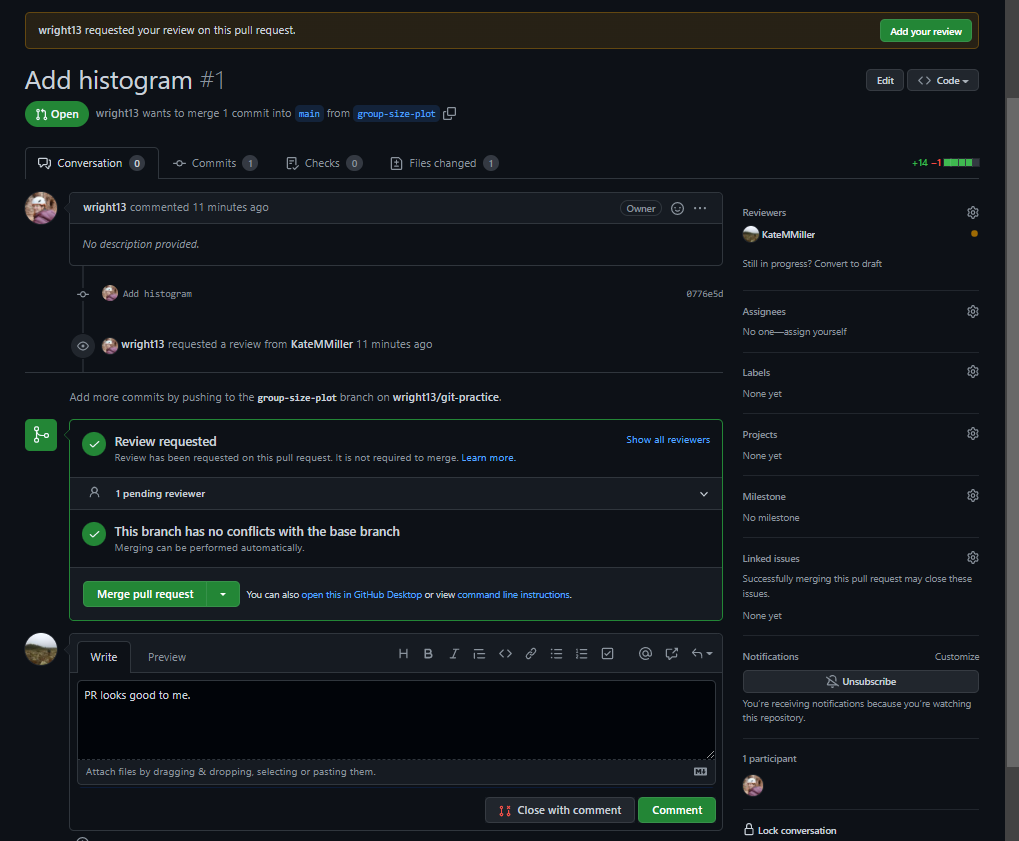 wright13 requested your review on this pull request.
Add your review
Add histogram #1
Edit
Code
Open
wright13 wants to merge 1 commit into main from group-size-plot
Conversation 0
Commits 1
Checks 0
Files changed 1
+14 −1
wright13 commented 11 minutes ago
Owner
No description provided.
Add histogram
0776e5d
wright13 requested a review from KateMMiller 11 minutes ago
Add more commits by pushing to the group-size-plot branch on wright13/git-practice.
Review requested
Show all reviewers
Review has been requested on this pull request. It is not required to merge. Learn more.
1 pending reviewer
This branch has no conflicts with the base branch
Merging can be performed automatically.
Merge pull request
You can also open this in GitHub Desktop or view command line instructions.
Write
Preview
PR looks good to me.
Attach files by dragging & dropping, selecting or pasting them.
Close with comment
Comment
Reviewers
KateMMiller
Still in progress? Convert to draft
Assignees
No one—assign yourself
Labels
None yet
Projects
None yet
Milestone
No milestone
Linked issues
Successfully merging this pull request may close these
issues.
None yet
Notifications
Customize
Unsubscribe
You're receiving notifications because you're watching
this repository.
1 participant
Lock conversation